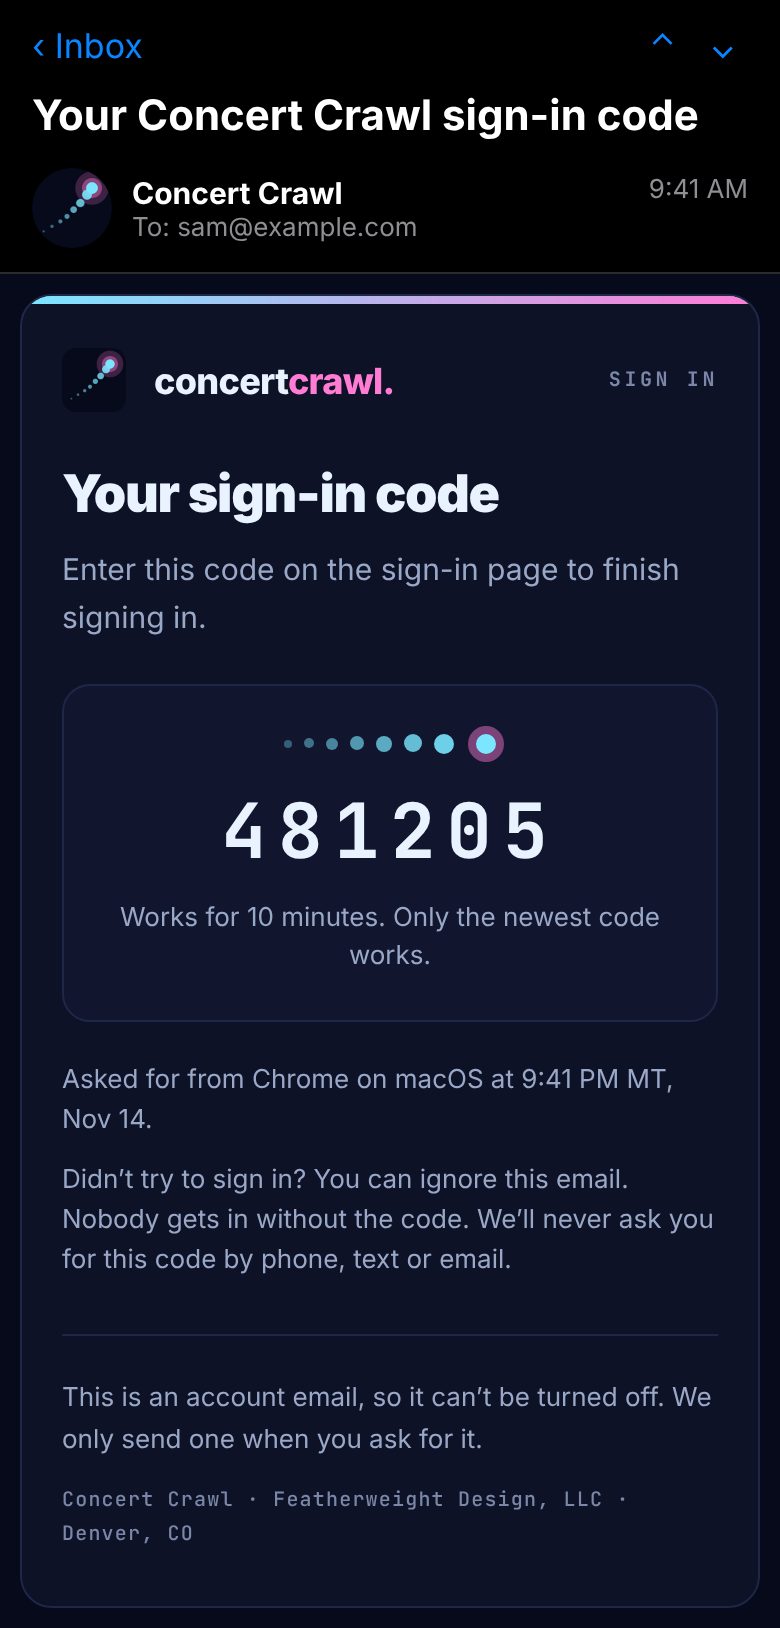 ‹ Inbox
Your Concert Crawl sign-in code
Concert Crawl
9:41 AM
To: sam@example.com
concertcrawl.
SIGN IN
Your sign-in code
Enter this code on the sign-in page to finish
signing in.
481205
Works for 10 minutes. Only the newest code
works.
Asked for from Chrome on macOS at 9:41 PM MT,
Nov 14.
Didn’t try to sign in? You can ignore this email.
Nobody gets in without the code. We’ll never ask you
for this code by phone, text or email.
This is an account email, so it can’t be turned off. We
only send one when you ask for it.
Concert Crawl · Featherweight Design, LLC ·
Denver, CO